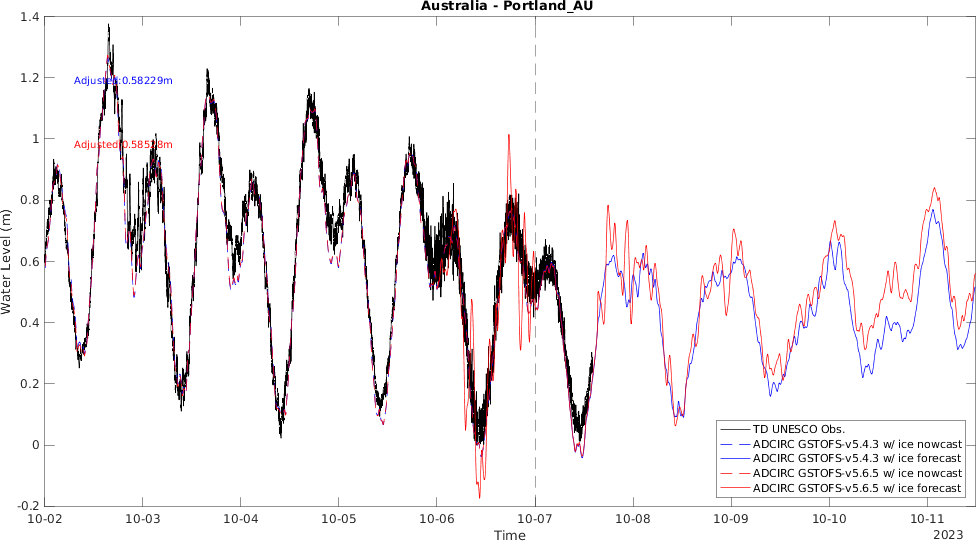 Australia - Portland_AU
1.4
1.2
1
0.8
0.6
0.4
0.2
0
-0.2
Water Level (m)
Adjusted:0.58229m
TD UNESCO Obs.
ADCIRC GSTOFS-v5.4.3 w/ ice nowcast
ADCIRC GSTOFS-v5.4.3 w/ ice forecast
ADCIRC GSTOFS-v5.6.5 w/ ice nowcast
ADCIRC GSTOFS-v5.6.5 w/ ice forecast
10-02 10-03 10-04 10-05 10-06 10-07 10-08 10-09 10-10 10-11
Time
2023